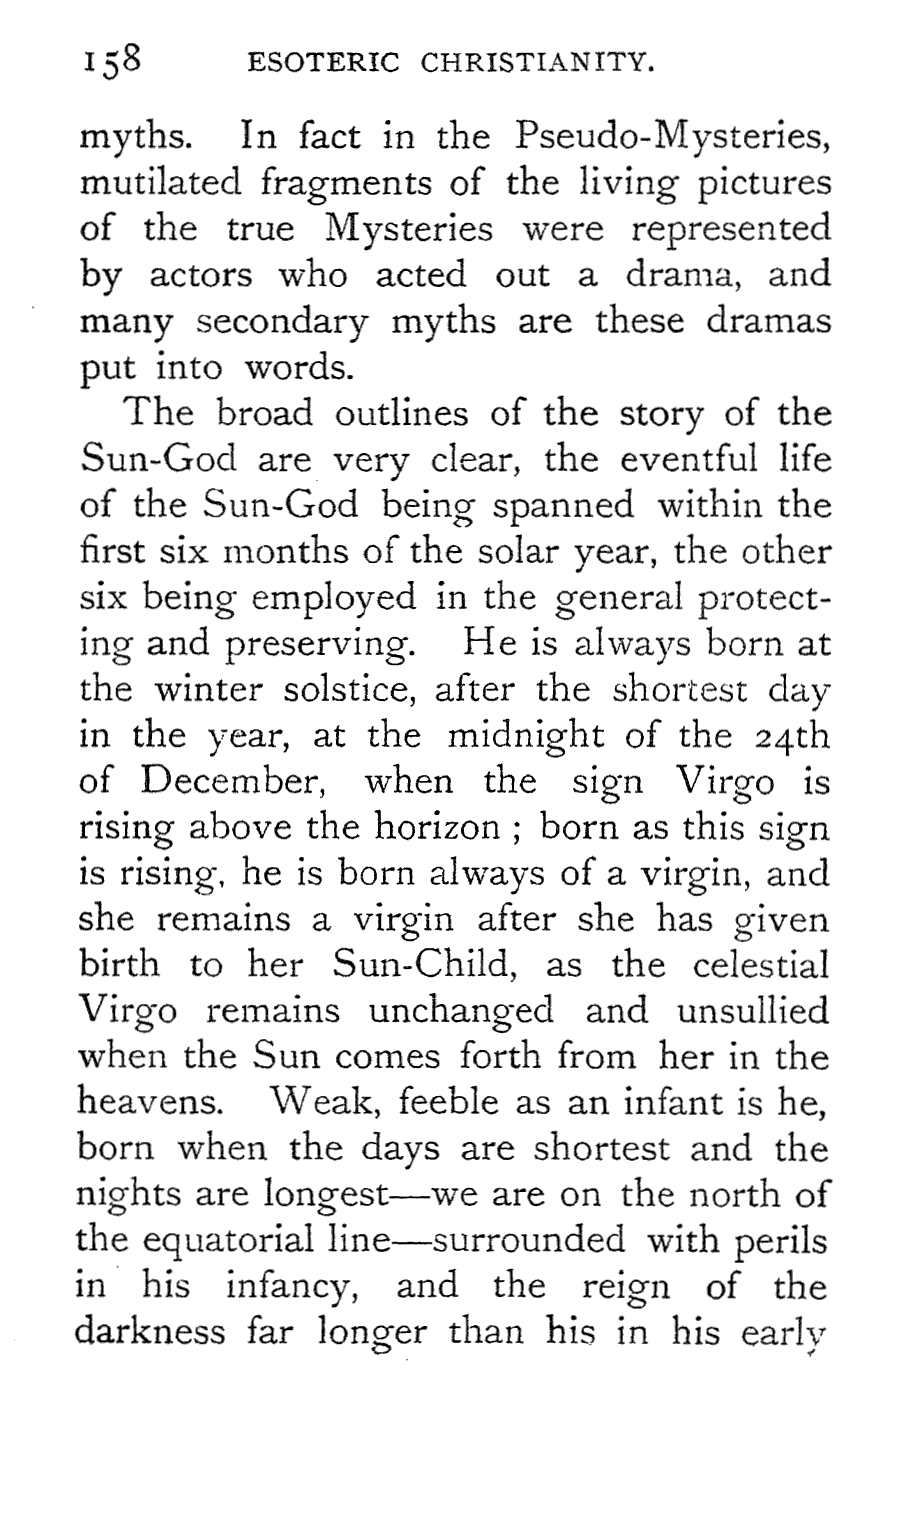 158 ESOTERIC CHRISTIANITY.
myths. In fact in the Pseudo-Mysteries,
mutilated fragments of the living pictures
of the true Mysteries were represented
by actors who acted out a drama, and
many secondary myths are these dramas
put into words.
The broad outlines of the story of the
Sun-God are very clear, the eventful life
of the Sun-God being spanned within the
first six months of the solar year, the other
six being employed in the general protect-
ing and preserving. He is always born at
the winter solstice, after the shortest day
in the year, at the midnight of the 24th
of December, when the sign Virgo is
rising above the horizon ; born as this sign
is rising, he is born always of a virgin, and
she remains a virgin after she has given
birth to her Sun-Child, as the celestial
Virgo remains unchanged and unsullied
when the Sun comes forth from her in the
heavens. Weak, feeble as an infant is he,
born when the days are shortest and the
nights are longest—we are on the north of
the equatorial line—surrounded with perils
in his infancy, and the reign of the
darkness far longer than his in his early